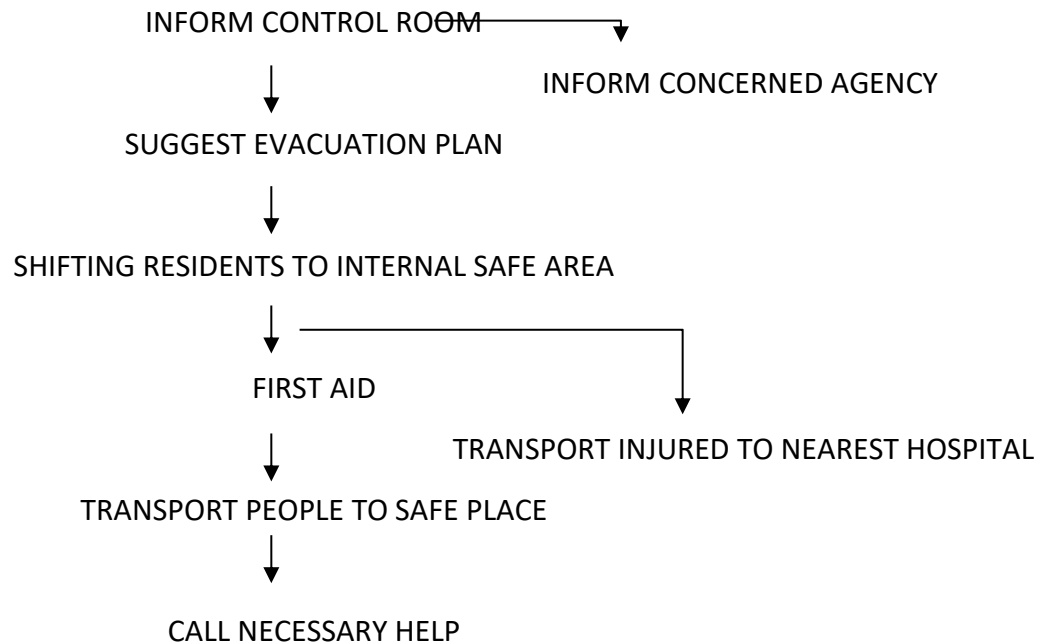 INFORM CONTROL ROOM
INFORM CONCERNED AGENCY
SUGGEST EVACUATION PLAN
SHIFTING RESIDENTS TO INTERNAL SAFE AREA
FIRST AID
TRANSPORT INJURED TO NEAREST HOSPITAL
TRANSPORT PEOPLE TO SAFE PLACE
CALL NECESSARY HELP